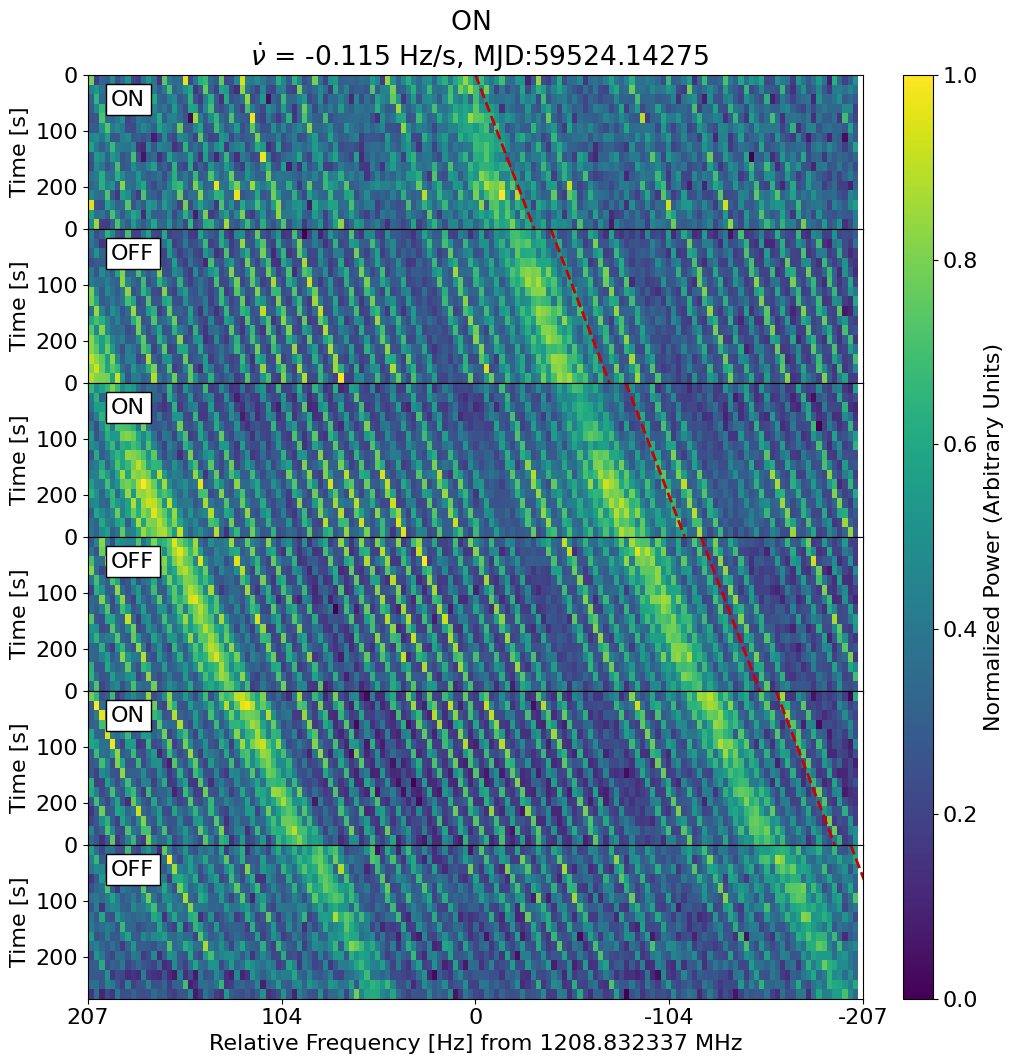 ON
ν̇ = -0.115 Hz/s, MJD:59524.14275
0
100
200
Time [s]
ON
0
100
200
Time [s]
OFF
0
100
200
Time [s]
ON
0
100
200
Time [s]
OFF
0
100
200
Time [s]
ON
0
100
200
Time [s]
OFF
207
104
0
-104
-207
Relative Frequency [Hz] from 1208.832337 MHz
1.0
0.8
0.6
0.4
0.2
0.0
Normalized Power (Arbitrary Units)